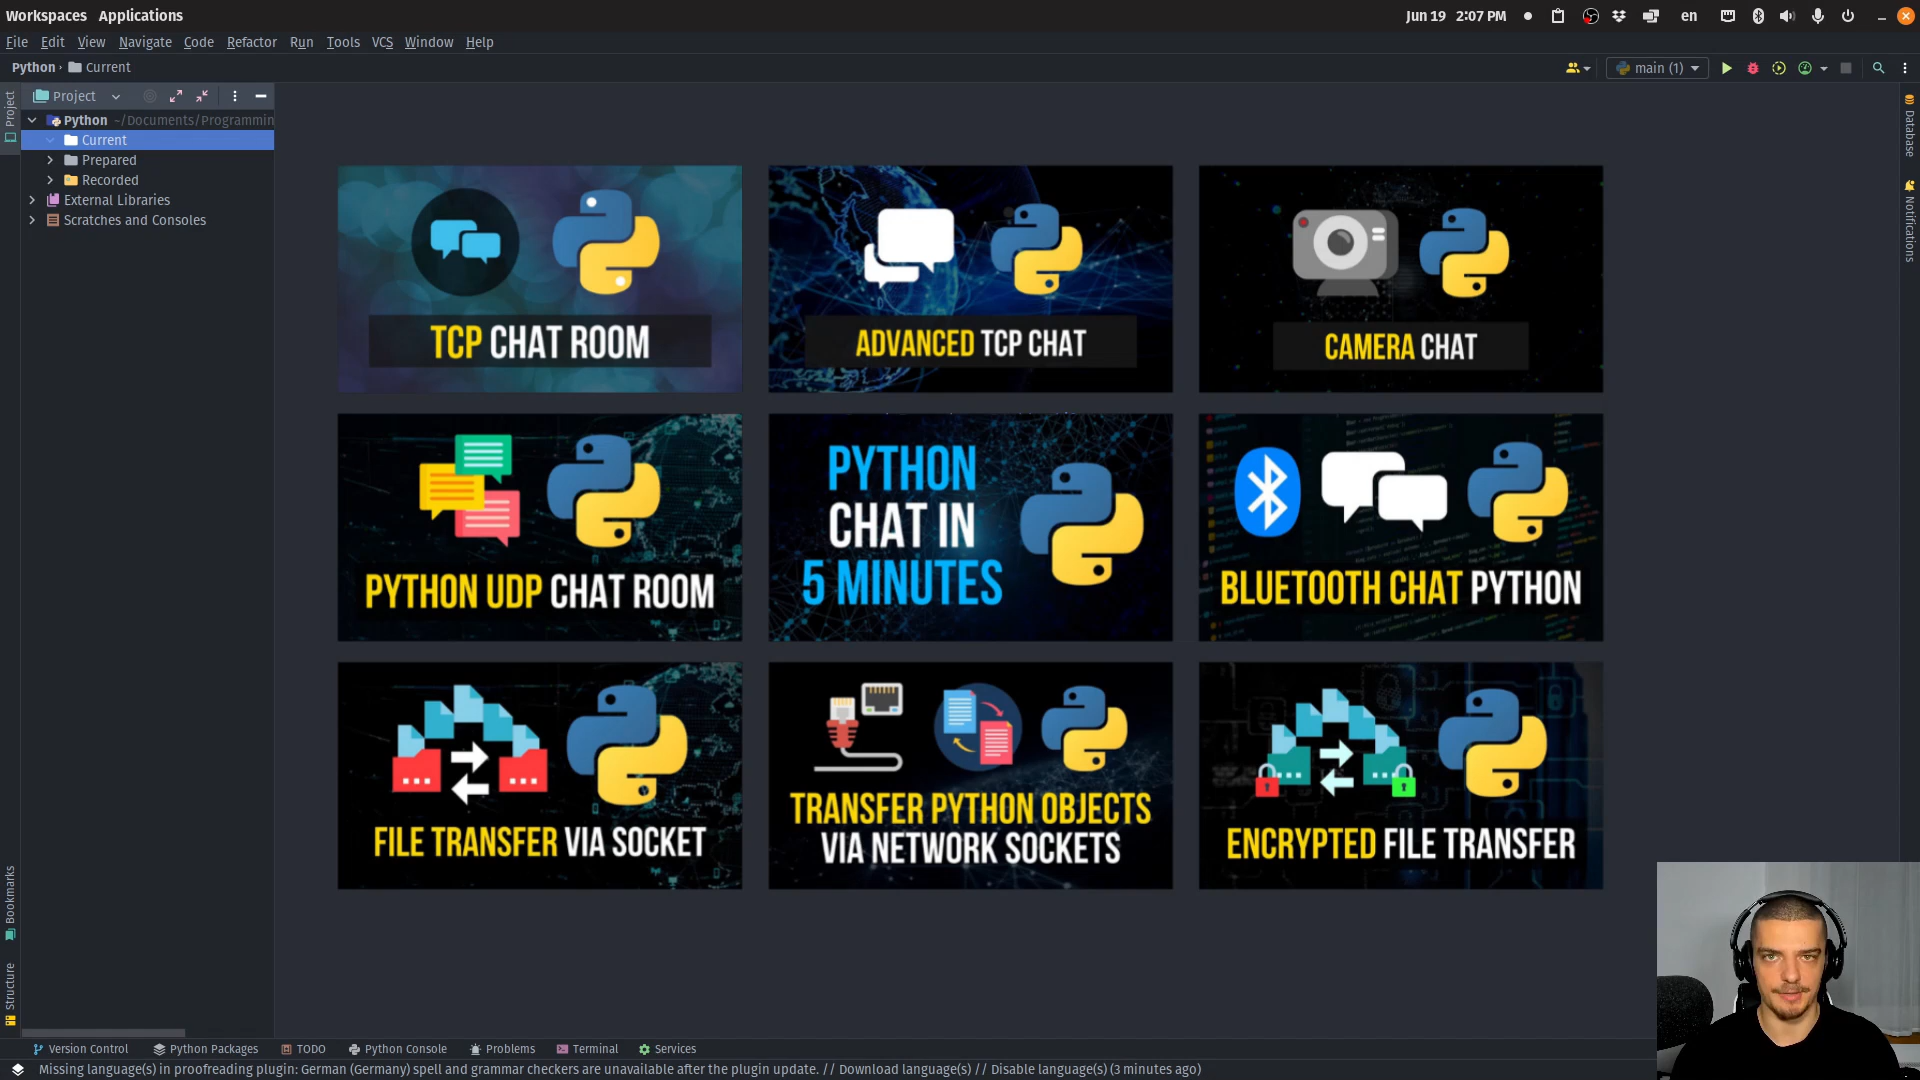 Workspaces Applications
Jun 19 2:07 PM
en
File Edit View Navigate Code Refactor Run Tools VCS Window Help
Python › Current
main (1)
Project
Project
Python ~/Documents/Programmin
Current
Prepared
Recorded
External Libraries
Scratches and Consoles
Database
Notifications
TCP CHAT ROOM
ADVANCED TCP CHAT
CAMERA CHAT
PYTHON UDP CHAT ROOM
PYTHON
CHAT IN
5 MINUTES
BLUETOOTH CHAT PYTHON
FILE TRANSFER VIA SOCKET
TRANSFER PYTHON OBJECTS
VIA NETWORK SOCKETS
ENCRYPTED FILE TRANSFER
Bookmarks
Structure
Version Control Python Packages TODO Python Console Problems Terminal Services
Missing language(s) in proofreading plugin: German (Germany) spell and grammar checkers are unavailable after the plugin update. // Download language(s) // Disable language(s) (3 minutes ago)